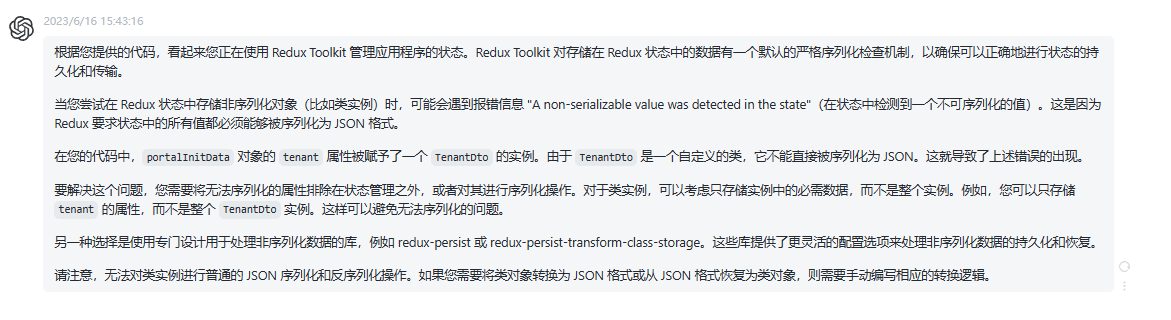 2023/6/16 15:43:16
根据您提供的代码，看起来您正在使用 Redux Toolkit 管理应用程序的状态。Redux Toolkit 对存储在 Redux 状态中的数据有一个默认的严格序列化检查机制，以确保可以正确地进行状态的持
久化和传输。
当您尝试在 Redux 状态中存储非序列化对象（比如类实例）时，可能会遇到报错信息 "A non-serializable value was detected in the state"（在状态中检测到一个不可序列化的值）。这是因为
Redux 要求状态中的所有值都必须能够被序列化为 JSON 格式。
在您的代码中，portalInitData 对象的 tenant 属性被赋予了一个 TenantDto 的实例。由于 TenantDto 是一个自定义的类，它不能直接被序列化为 JSON。这就导致了上述错误的出现。
要解决这个问题，您需要将无法序列化的属性排除在状态管理之外，或者对其进行序列化操作。对于类实例，可以考虑只存储实例中的必需数据，而不是整个实例。例如，您可以只存储
tenant 的属性，而不是整个 TenantDto 实例。这样可以避免无法序列化的问题。
另一种选择是使用专门设计用于处理非序列化数据的库，例如 redux-persist 或 redux-persist-transform-class-storage。这些库提供了更灵活的配置选项来处理非序列化数据的持久化和恢复。
请注意，无法对类实例进行普通的 JSON 序列化和反序列化操作。如果您需要将类对象转换为 JSON 格式或从 JSON 格式恢复为类对象，则需要手动编写相应的转换逻辑。